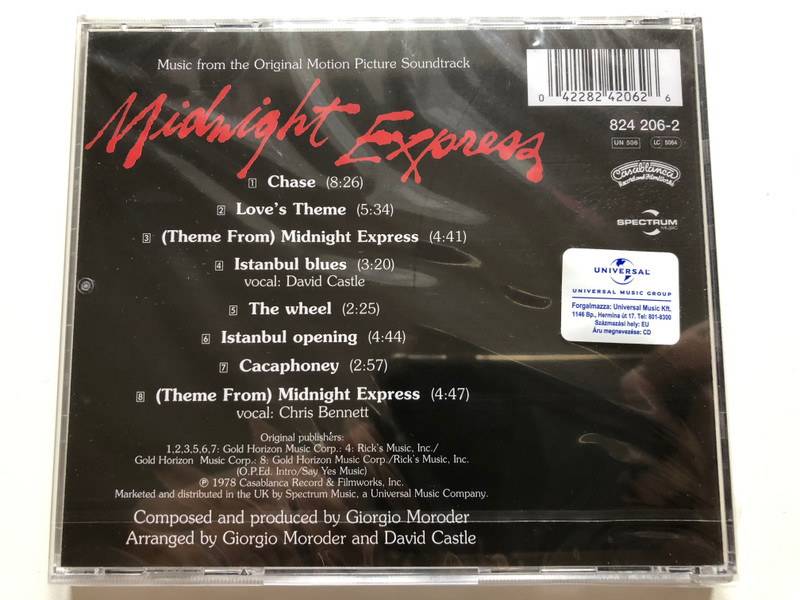 Music from the Original Motion Picture Soundtrack
Midnight Express
1 Chase (8:26)
2 Love's Theme (5:34)
3 (Theme From) Midnight Express (4:41)
4 Istanbul blues (3:20)
vocal: David Castle
5 The wheel (2:25)
6 Istanbul opening (4:44)
7 Cacaphoney (2:57)
8 (Theme From) Midnight Express (4:47)
vocal: Chris Bennett
Original publishers:
1,2,3,5,6,7: Gold Horizon Music Corp.: 4: Rick's Music, Inc./
Gold Horizon Music Corp.: 8: Gold Horizon Music Corp./Rick's Music, Inc.
(O.P.Ed. Intro/Say Yes Music)
℗ 1978 Casablanca Record & Filmworks, Inc.
Marketed and distributed in the UK by Spectrum Music, a Universal Music Company.
Composed and produced by Giorgio Moroder
Arranged by Giorgio Moroder and David Castle
0 42282 42062 6
824 206-2
UN 506 LC 5064
Casablanca
Record and FilmWorks
SPECTRUM
MUSIC
UNIVERSAL
UNIVERSAL MUSIC GROUP
Forgalmazza: Universal Music Kft.
1146 Bp., Hermina út 17. Tel: 801-8300
Származási hely: EU
Áru megnevezése: CD